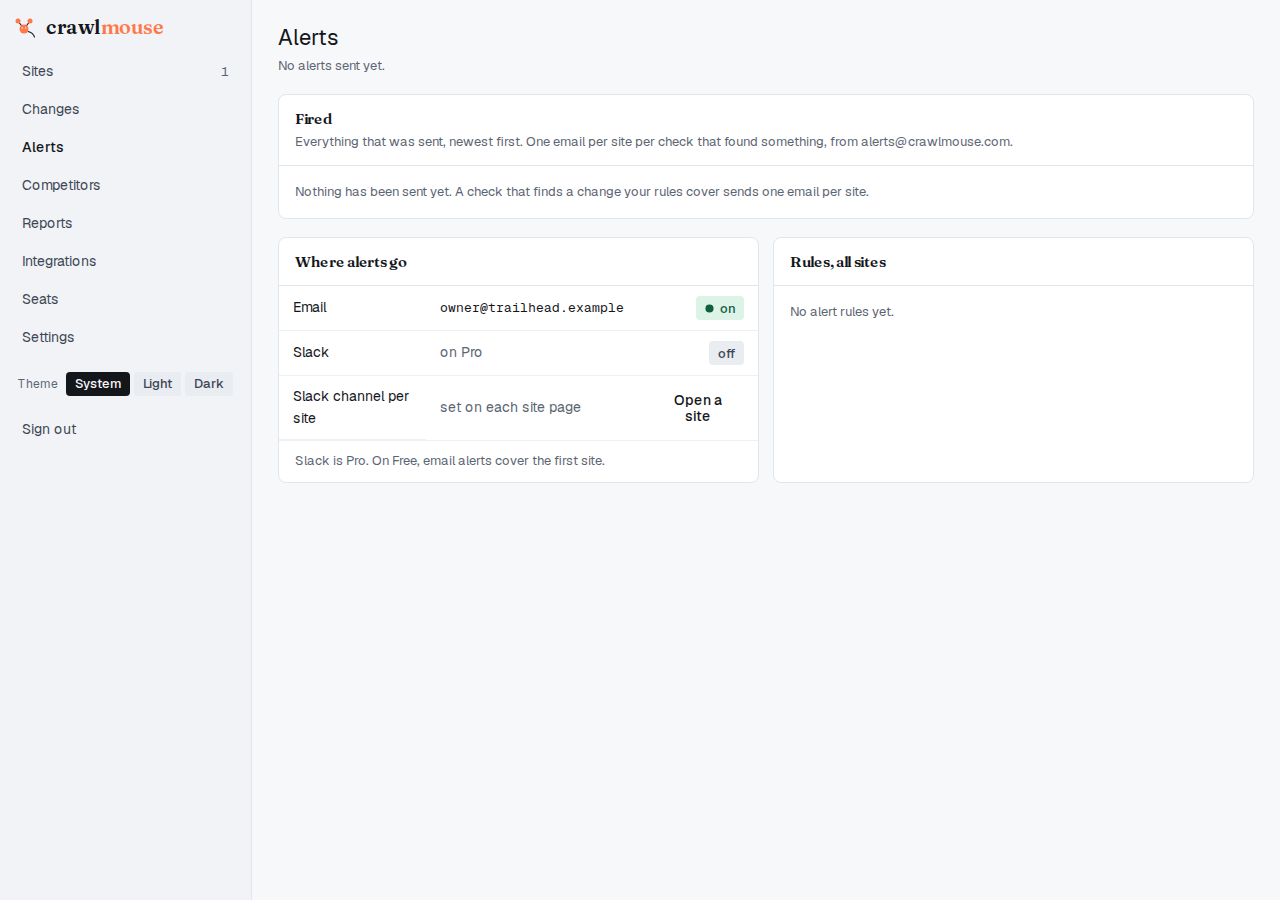 crawlmouse
Sites 1
Changes
Alerts
Competitors
Reports
Integrations
Seats
Settings
Theme System Light Dark
Sign out
Alerts
No alerts sent yet.
Fired
Everything that was sent, newest first. One email per site per check that found something, from alerts@crawlmouse.com.
Nothing has been sent yet. A check that finds a change your rules cover sends one email per site.
Where alerts go
Email owner@trailhead.example on
Slack on Pro off
Slack channel per
site
set on each site page
Open a
site
Slack is Pro. On Free, email alerts cover the first site.
Rules, all sites
No alert rules yet.